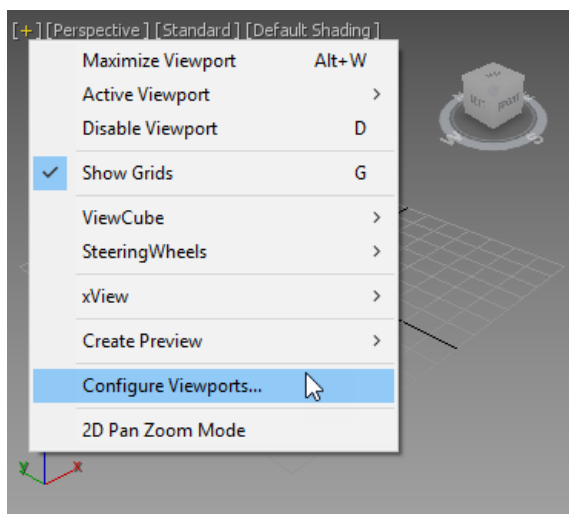 [+] [Perspective] [Standard] [Default Shading]
Maximize Viewport Alt+W
Active Viewport >
Disable Viewport D
Show Grids G
ViewCube >
SteeringWheels >
xView >
Create Preview >
Configure Viewports...
2D Pan Zoom Mode
y x